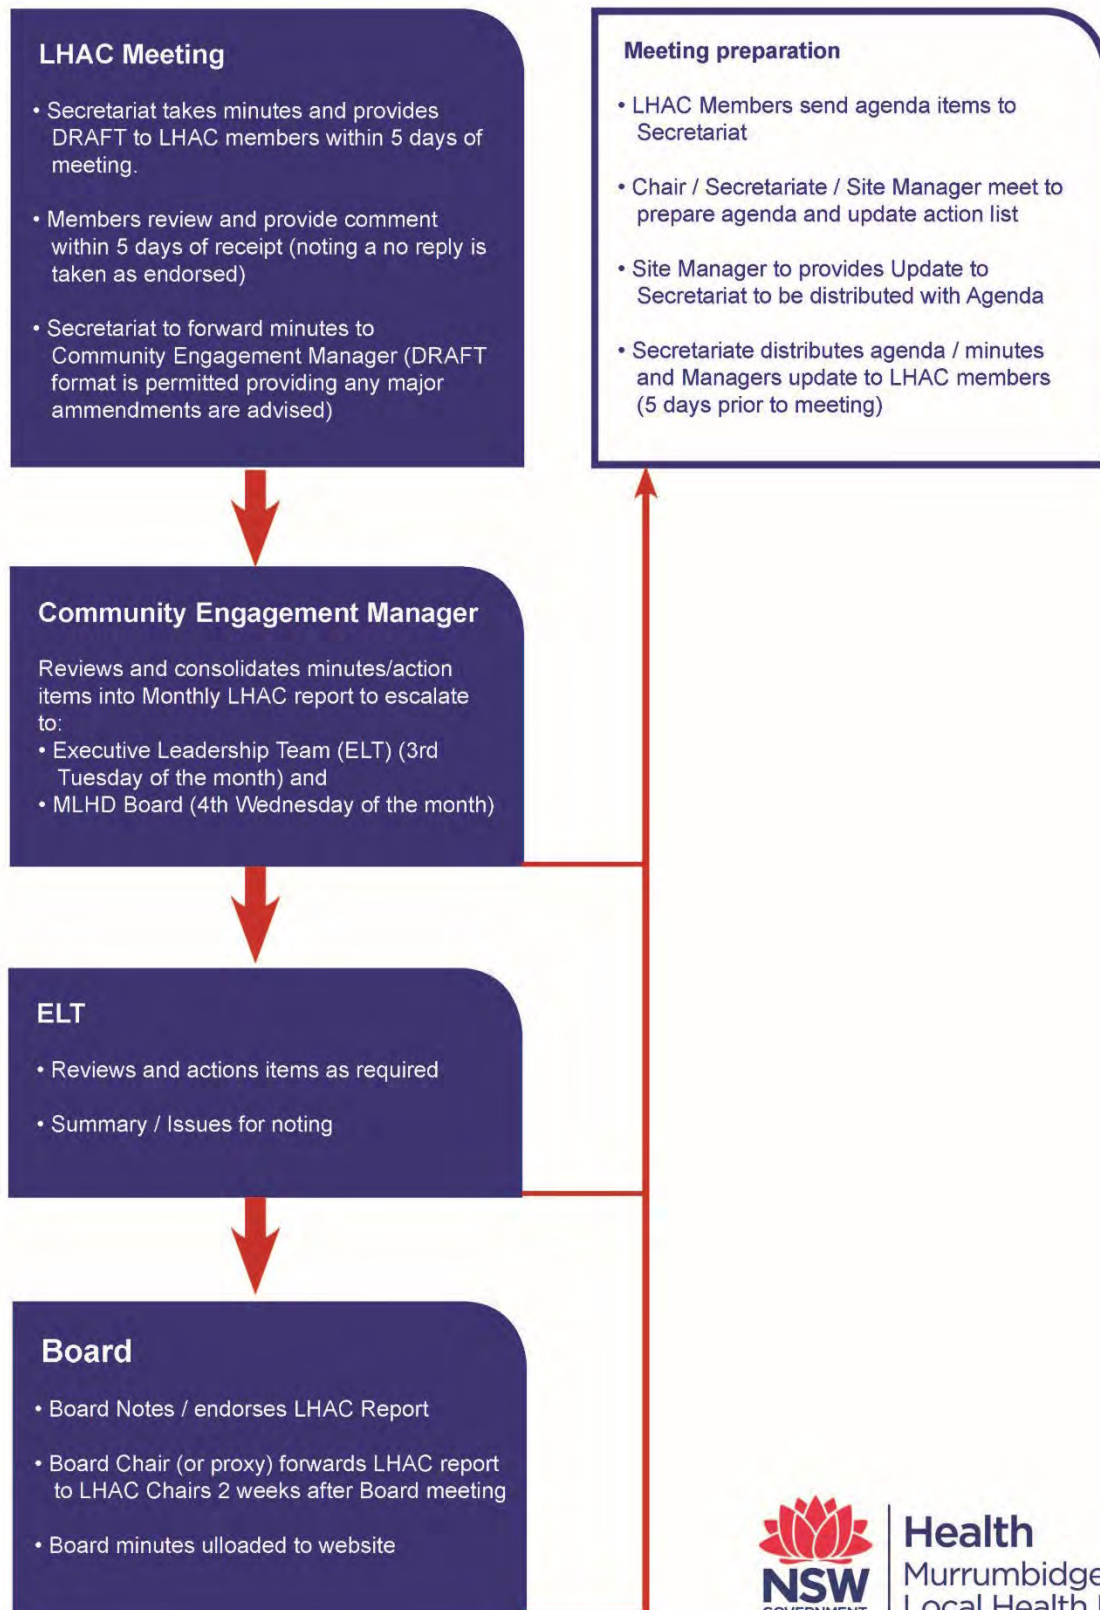 LHAC Meeting
• Secretariat takes minutes and provides
DRAFT to LHAC members within 5 days of
meeting.
• Members review and provide comment
within 5 days of receipt (noting a no reply is
taken as endorsed)
• Secretariat to forward minutes to
Community Engagement Manager (DRAFT
format is permitted providing any major
ammendments are advised)
Meeting preparation
• LHAC Members send agenda items to
Secretariat
• Chair / Secretariate / Site Manager meet to
prepare agenda and update action list
• Site Manager to provides Update to
Secretariat to be distributed with Agenda
• Secretariate distributes agenda / minutes
and Managers update to LHAC members
(5 days prior to meeting)
Community Engagement Manager
Reviews and consolidates minutes/action
items into Monthly LHAC report to escalate
to:
• Executive Leadership Team (ELT) (3rd
Tuesday of the month) and
• MLHD Board (4th Wednesday of the month)
ELT
• Reviews and actions items as required
• Summary / Issues for noting
Board
• Board Notes / endorses LHAC Report
• Board Chair (or proxy) forwards LHAC report
to LHAC Chairs 2 weeks after Board meeting
• Board minutes ulloaded to website
NSW
GOVERNMENT
Health
Murrumbidge
Local Health